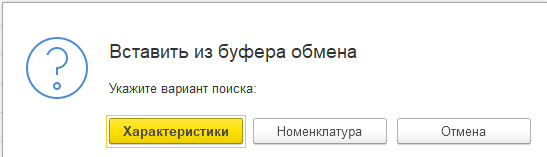 Вставить из буфера обмена
Укажите вариант поиска:
Характеристики Номенклатура Отмена